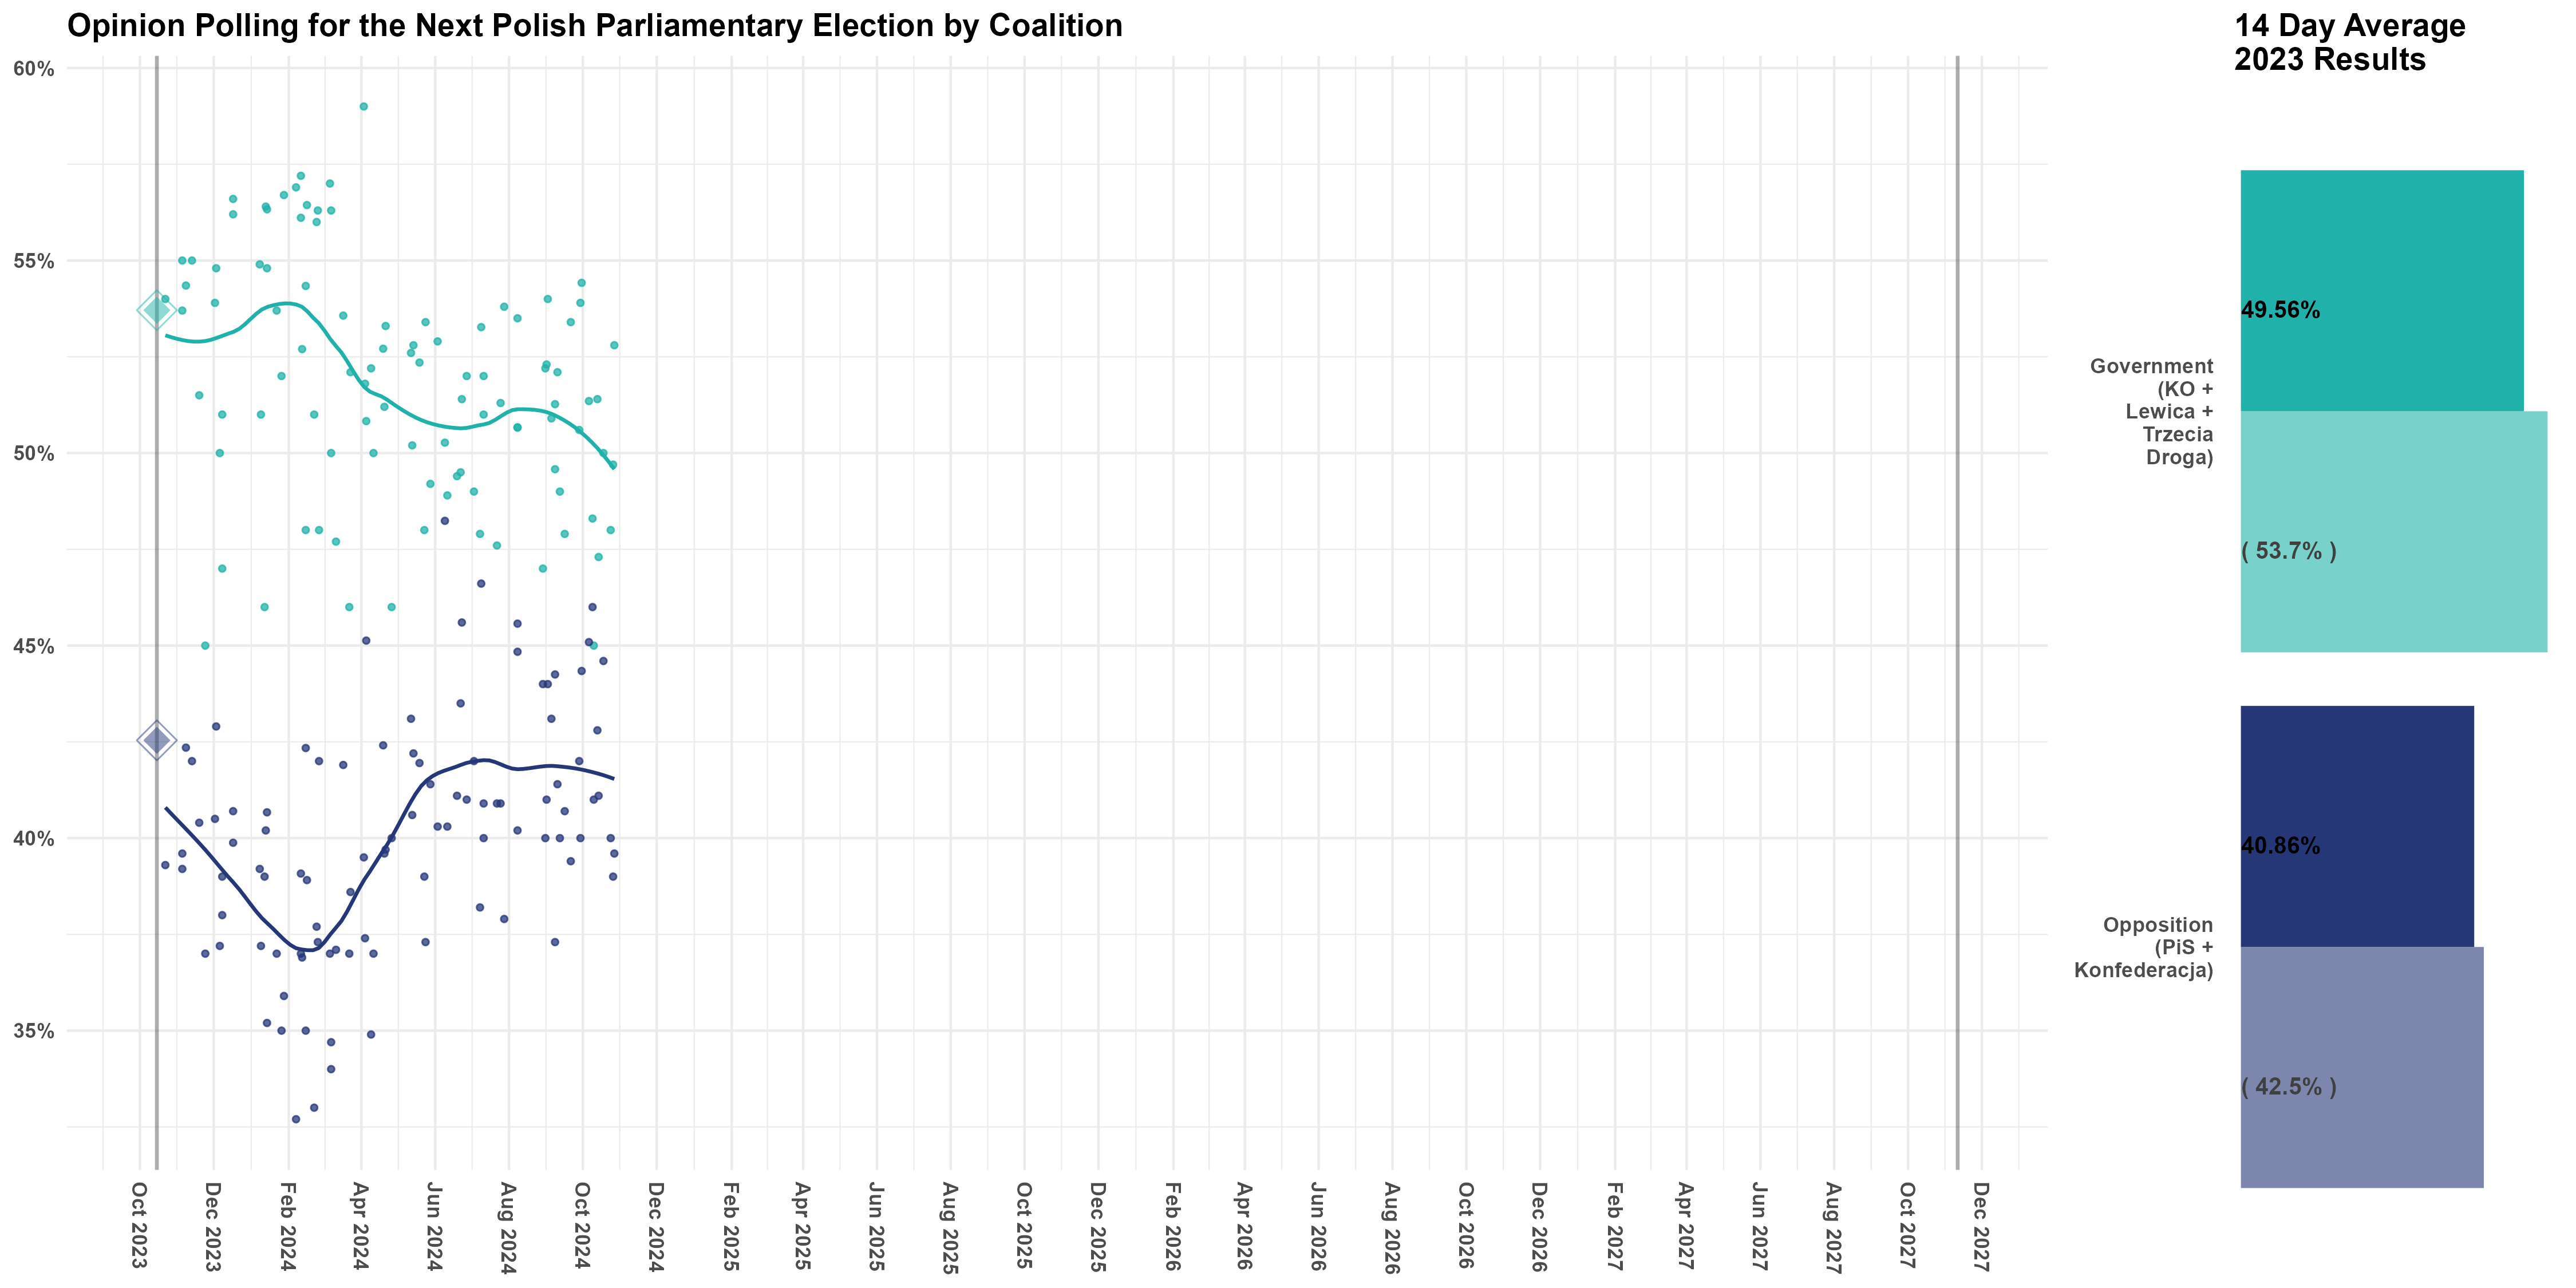 Opinion Polling for the Next Polish Parliamentary Election by Coalition
14 Day Average
2023 Results
60%
55%
50%
45%
40%
35%
Oct 2023
Dec 2023
Feb 2024
Apr 2024
Jun 2024
Aug 2024
Oct 2024
Dec 2024
Feb 2025
Apr 2025
Jun 2025
Aug 2025
Oct 2025
Dec 2025
Feb 2026
Apr 2026
Jun 2026
Aug 2026
Oct 2026
Dec 2026
Feb 2027
Apr 2027
Jun 2027
Aug 2027
Oct 2027
Dec 2027
Government
(KO +
Lewica +
Trzecia
Droga)
49.56%
( 53.7% )
Opposition
(PiS +
Konfederacja)
40.86%
( 42.5% )